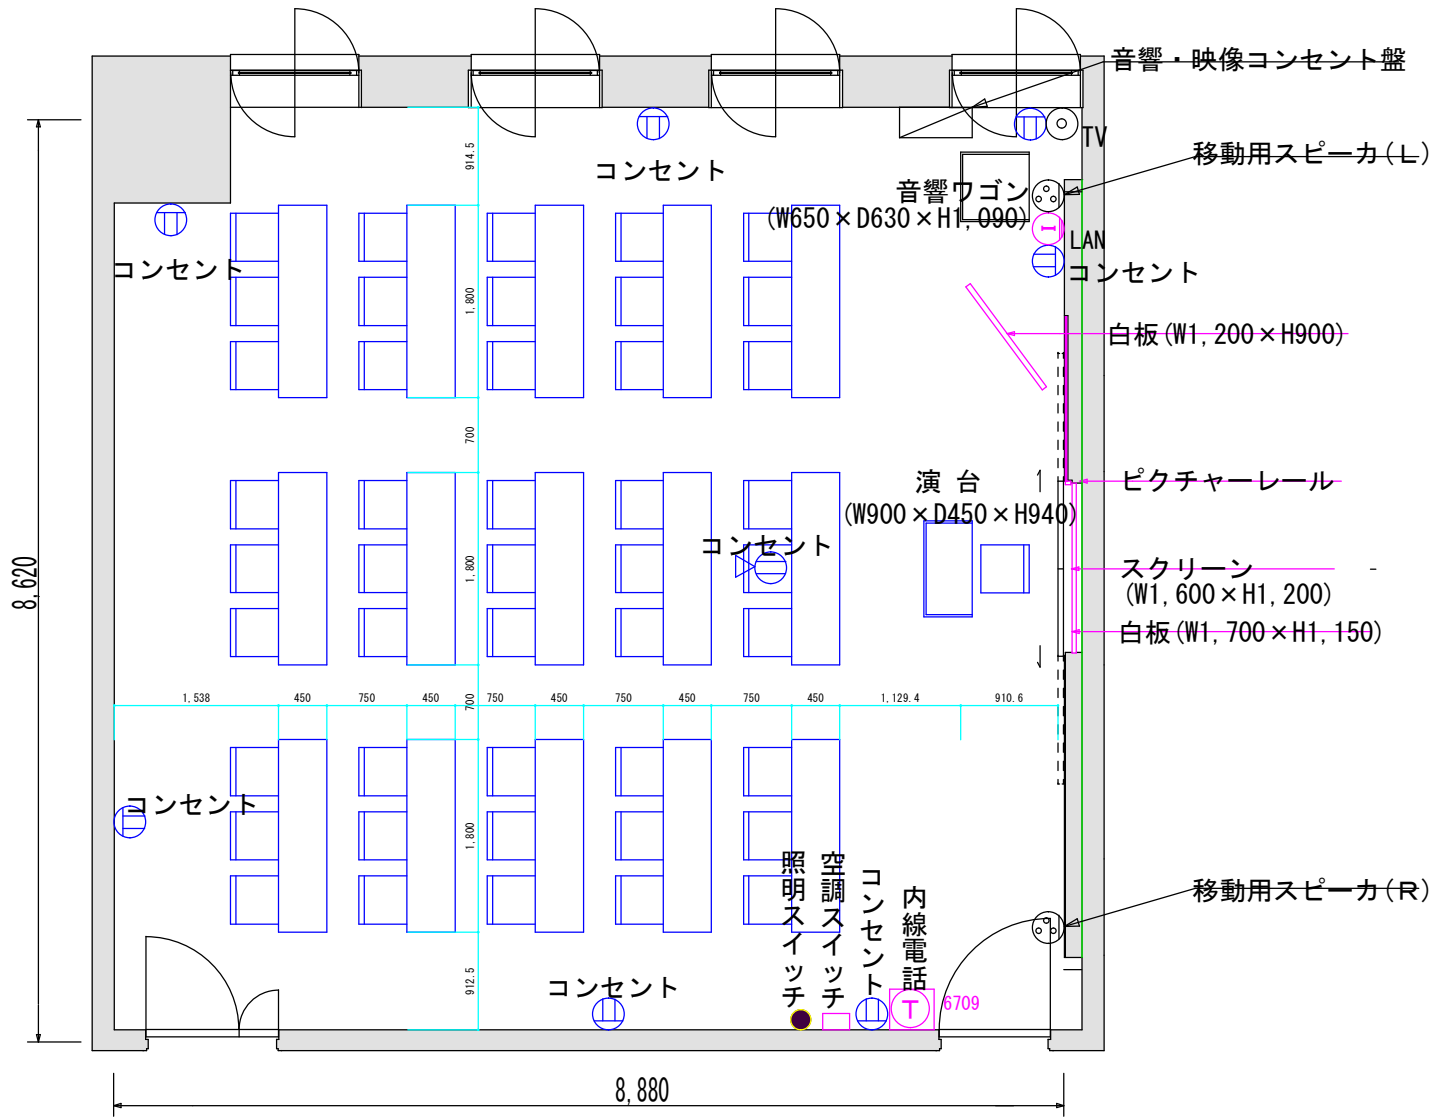 音響・映像コンセント盤
TV
移動用スピーカ(L)
914.5
コンセント
音響ワゴン
(W650×D630×H1,090)
LAN
コンセント
コンセント
1,800
白板(W1,200×H900)
700
演 台
(W900×D450×H940)
ピクチャーレール
コンセント
1,800
スクリーン
(W1,600×H1,200)
白板(W1,700×H1,150)
8,620
1,538
450
750
450
750
450
750
450
750
450
1,129.4
910.6
700
コンセント
1,800
照明スイッチ
空調スイッチ
コンセント
内線電話
移動用スピーカ(R)
912.5
コンセント
T
6709
8,880